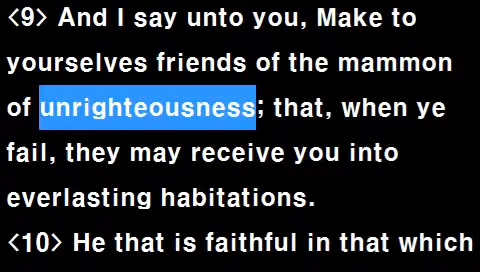 <9> And I say unto you, Make to
yourselves friends of the mammon
of unrighteousness; that, when ye
fail, they may receive you into
everlasting habitations.
<10> He that is faithful in that which